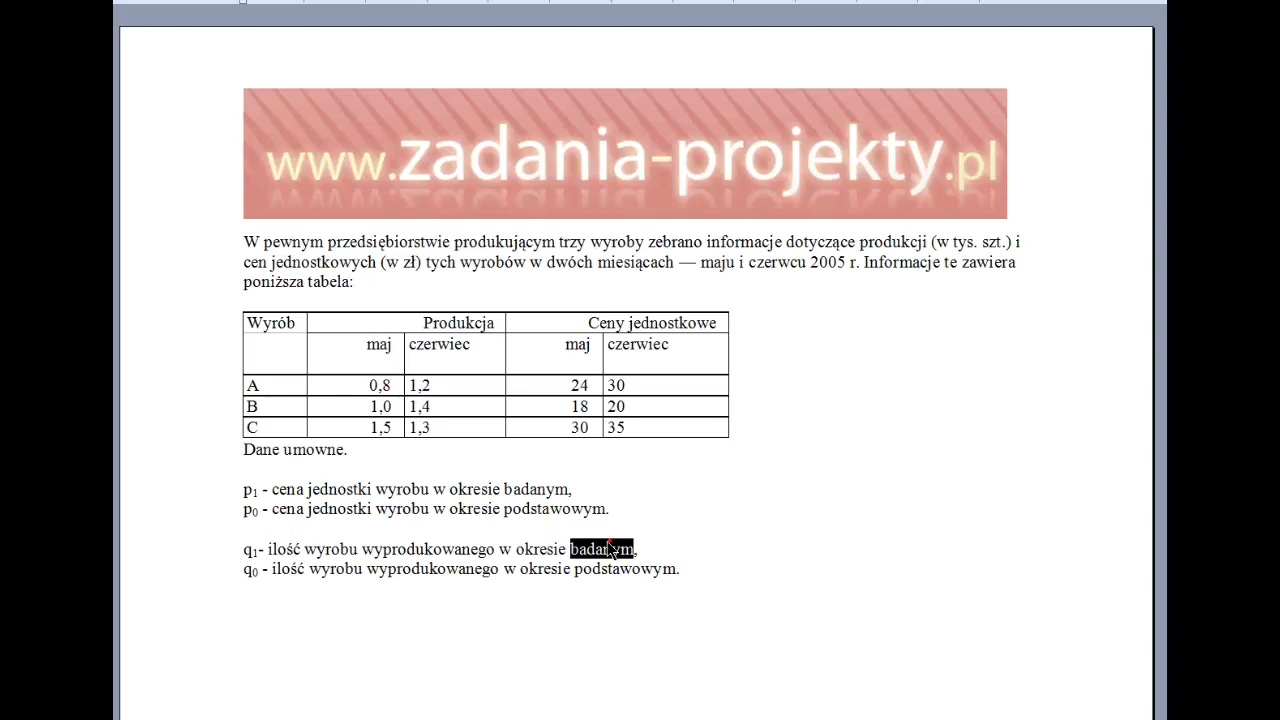 www.zadania-projekty.pl
W pewnym przedsiębiorstwie produkującym trzy wyroby zebrano informacje dotyczące produkcji (w tys. szt.) i
cen jednostkowych (w zł) tych wyrobów w dwóch miesiącach — maju i czerwcu 2005 r. Informacje te zawiera
poniższa tabela:
Wyrób Produkcja Ceny jednostkowe
maj czerwiec maj czerwiec
A 0,8 1,2 24 30
B 1,0 1,4 18 20
C 1,5 1,3 30 35
Dane umowne.
p₁ - cena jednostki wyrobu w okresie badanym,
p₀ - cena jednostki wyrobu w okresie podstawowym.
q₁- ilość wyrobu wyprodukowanego w okresie badanym,
q₀ - ilość wyrobu wyprodukowanego w okresie podstawowym.